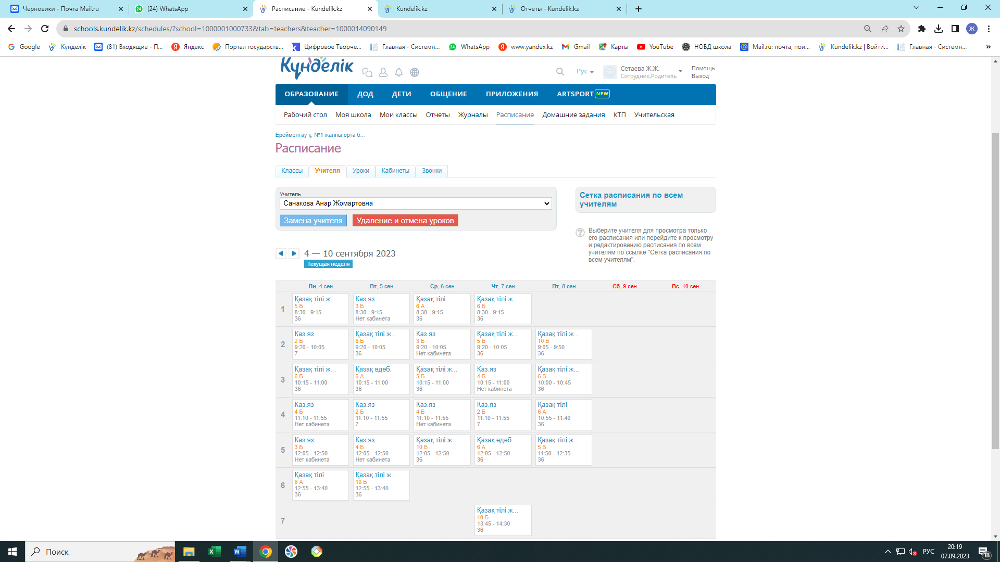 Черновики - Почта Mail.ru
(24) WhatsApp
Расписание - Kundelik.kz
Kundelik.kz
Отчеты - Kundelik.kz
schools.kundelik.kz/schedules/?school=1000001000733&tab=teachers&teacher=1000014090149
Ж
Google
Күнделік
(81) Входящие - П...
Яндекс
Портал государств...
Цифровое Творче...
Главная - Системн...
WhatsApp
www.yandex.kz
Gmail
Карты
YouTube
НОБД школа
Mail.ru: почта, пои...
Kundelik.kz | Войти...
Главная - Системн...
Күнделік
Рус
Сетаева Ж.Ж.
Сотрудник,Родитель
Помощь
Выход
ОБРАЗОВАНИЕ
ДОД
ДЕТИ
ОБЩЕНИЕ
ПРИЛОЖЕНИЯ
ARTSPORT NEW
Рабочий стол
Моя школа
Мои классы
Отчеты
Журналы
Расписание
Домашние задания
КТП
Учительская
Ерейментау қ. №1 жалпы орта б...
Расписание
Классы
Учителя
Уроки
Кабинеты
Звонки
Учитель
Санакова Анар Жомартовна
Замена учителя
Удаление и отмена уроков
Сетка расписания по всем
учителям
Выберите учителя для просмотра только
его расписания или перейдите к просмотру
и редактированию расписания по всем
учителям по ссылке "Сетка расписания по
всем учителям".
4 — 10 сентября 2023
Текущая неделя
Пн, 4 сен
Вт, 5 сен
Ср, 6 сен
Чт, 7 сен
Пт, 8 сен
Сб, 9 сен
Вс, 10 сен
1
Қазақ тілі ж...
5 Б
8:30 - 9:15
36
Каз.яз
3 Б
8:30 - 9:15
Нет кабинета
Қазақ тілі
6 А
8:30 - 9:15
36
Қазақ тілі ж...
6 Б
8:30 - 9:15
36
2
Каз.яз
2 Б
9:20 - 10:05
7
Қазақ тілі ж...
6 Б
9:20 - 10:05
36
Каз.яз
3 Б
9:20 - 10:05
Нет кабинета
Қазақ тілі ж...
5 Б
9:20 - 10:05
36
Қазақ тілі ж...
10 Б
9:05 - 9:50
36
3
Қазақ тілі ж...
6 Б
10:15 - 11:00
36
Қазақ әдеб.
6 А
10:15 - 11:00
36
Қазақ тілі ж...
5 Б
10:15 - 11:00
36
Каз.яз
4 Б
10:15 - 11:00
Нет кабинета
Қазақ тілі ж...
6 Б
10:00 - 10:45
36
4
Каз.яз
4 Б
11:10 - 11:55
Нет кабинета
Каз.яз
2 Б
11:10 - 11:55
7
Каз.яз
4 Б
11:10 - 11:55
Нет кабинета
Каз.яз
2 Б
11:10 - 11:55
7
Қазақ тілі
6 А
10:55 - 11:40
36
5
Каз.яз
3 Б
12:05 - 12:50
Нет кабинета
Каз.яз
4 Б
12:05 - 12:50
Нет кабинета
Қазақ тілі ж...
10 Б
12:05 - 12:50
36
Қазақ әдеб.
6 А
12:05 - 12:50
36
Қазақ тілі ж...
5 Б
11:50 - 12:35
36
6
Қазақ тілі
6 А
12:55 - 13:40
36
Қазақ тілі ж...
10 Б
12:55 - 13:40
36
7
Қазақ тілі ж...
10 Б
13:45 - 14:30
36
Поиск
РУС
20:19
07.09.2023
18